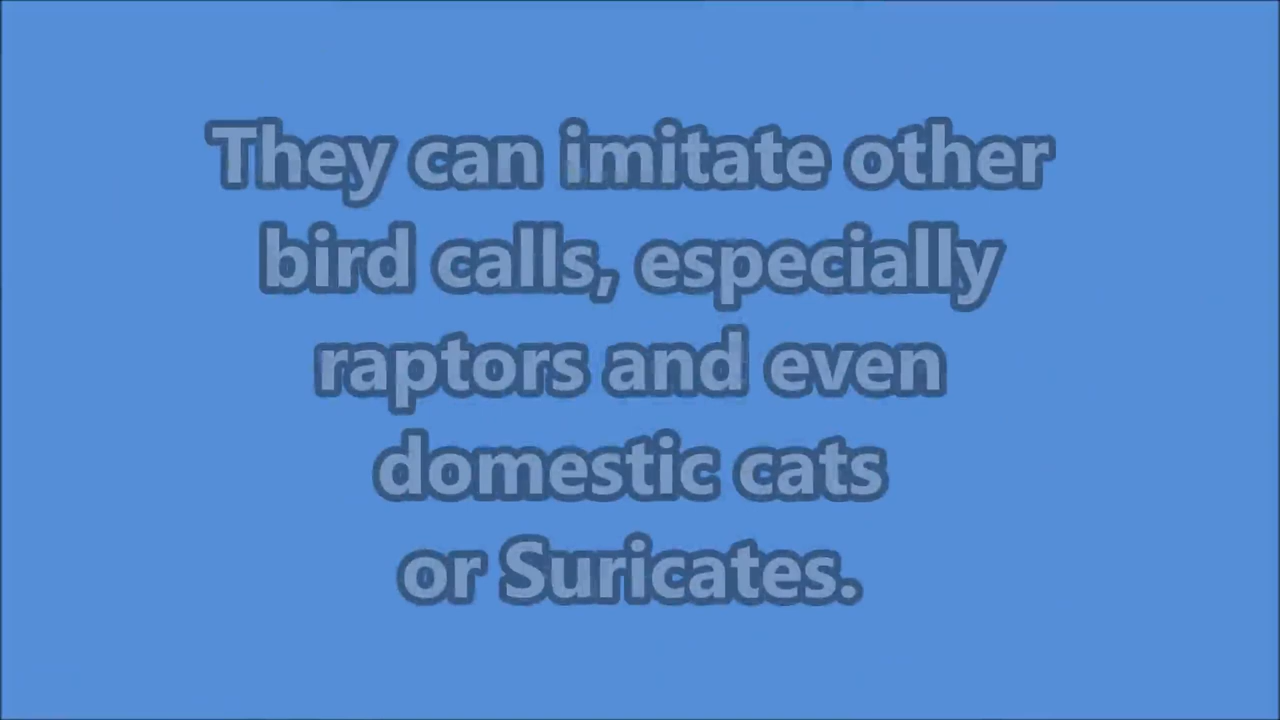 They can imitate other
bird calls, especially
raptors and even
domestic cats
or Suricates.